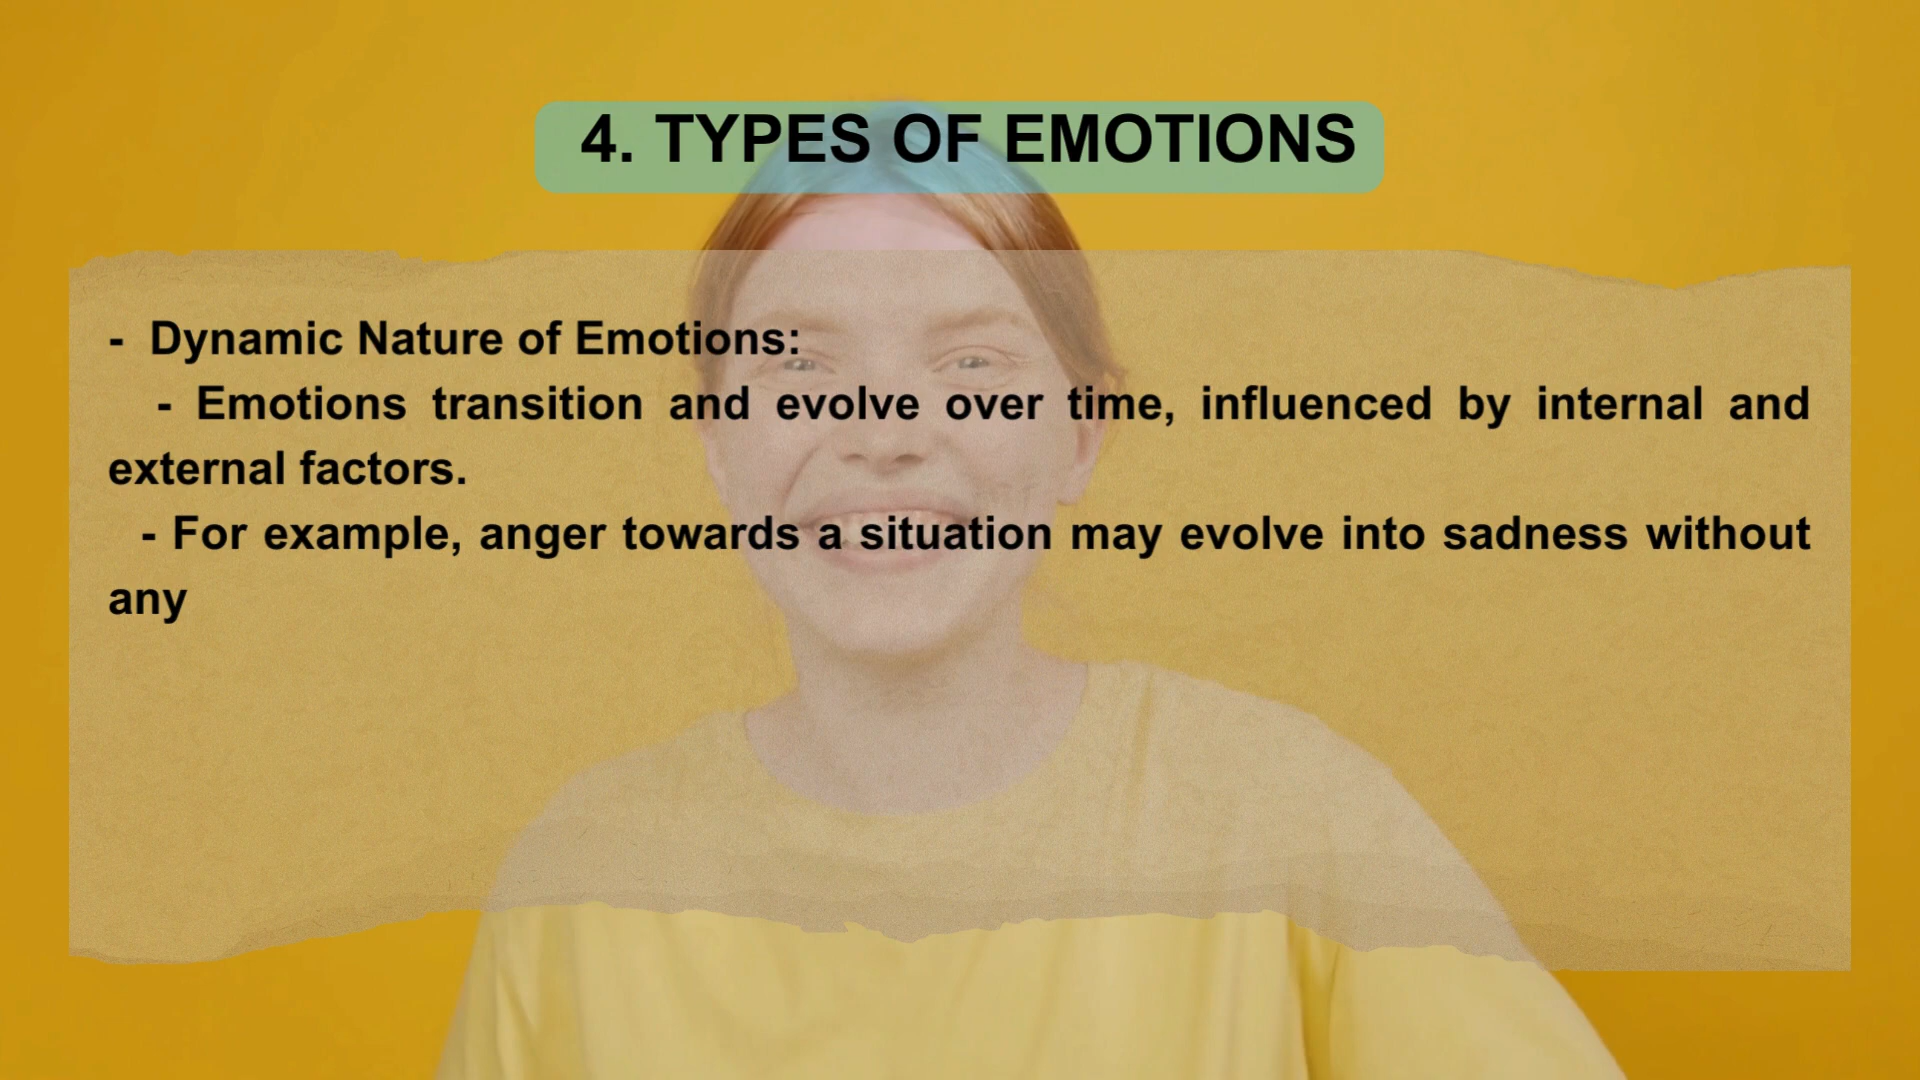 4. TYPES OF EMOTIONS
- Dynamic Nature of Emotions:
- Emotions transition and evolve over time, influenced by internal and
external factors.
- For example, anger towards a situation may evolve into sadness without
any